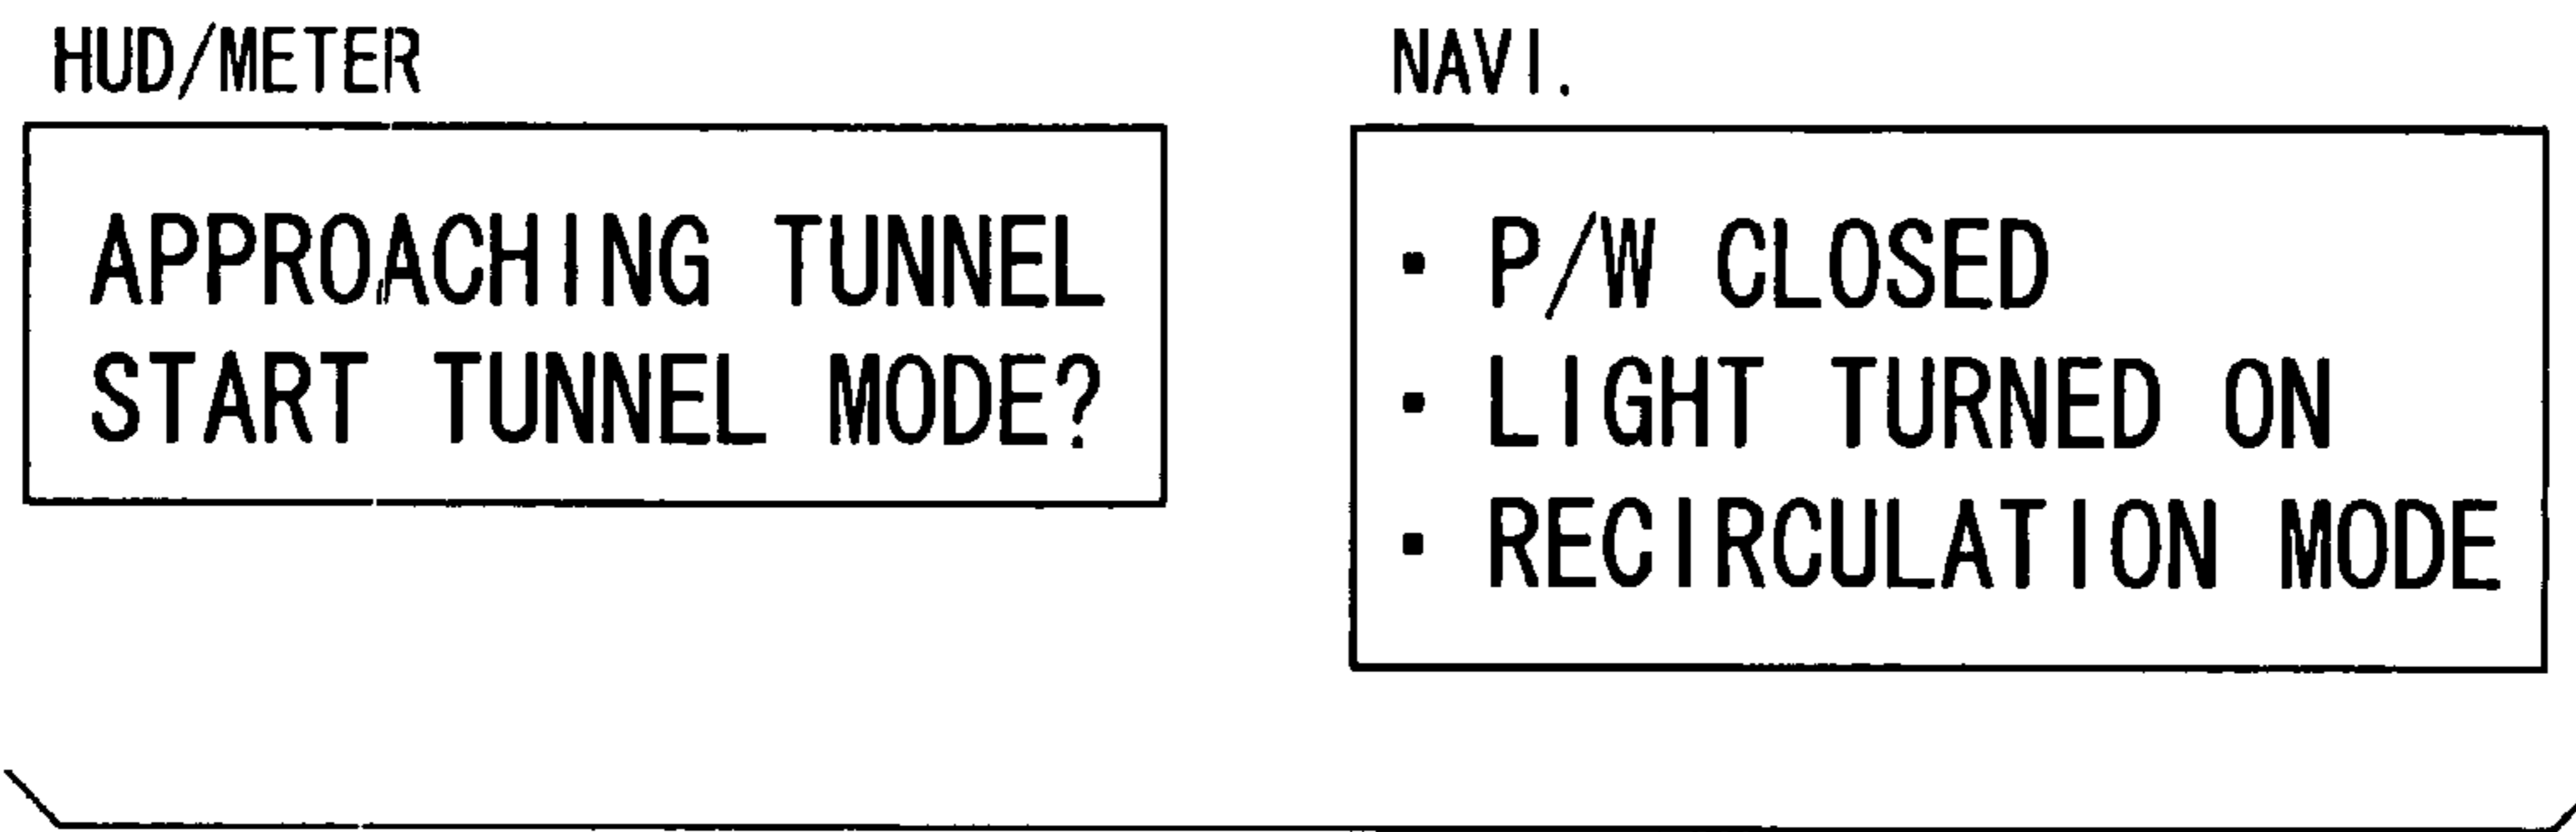 HUD/METER
APPROACHING TUNNEL
START TUNNEL MODE?
NAVI.
· P/W CLOSED
· LIGHT TURNED ON
· RECIRCULATION MODE